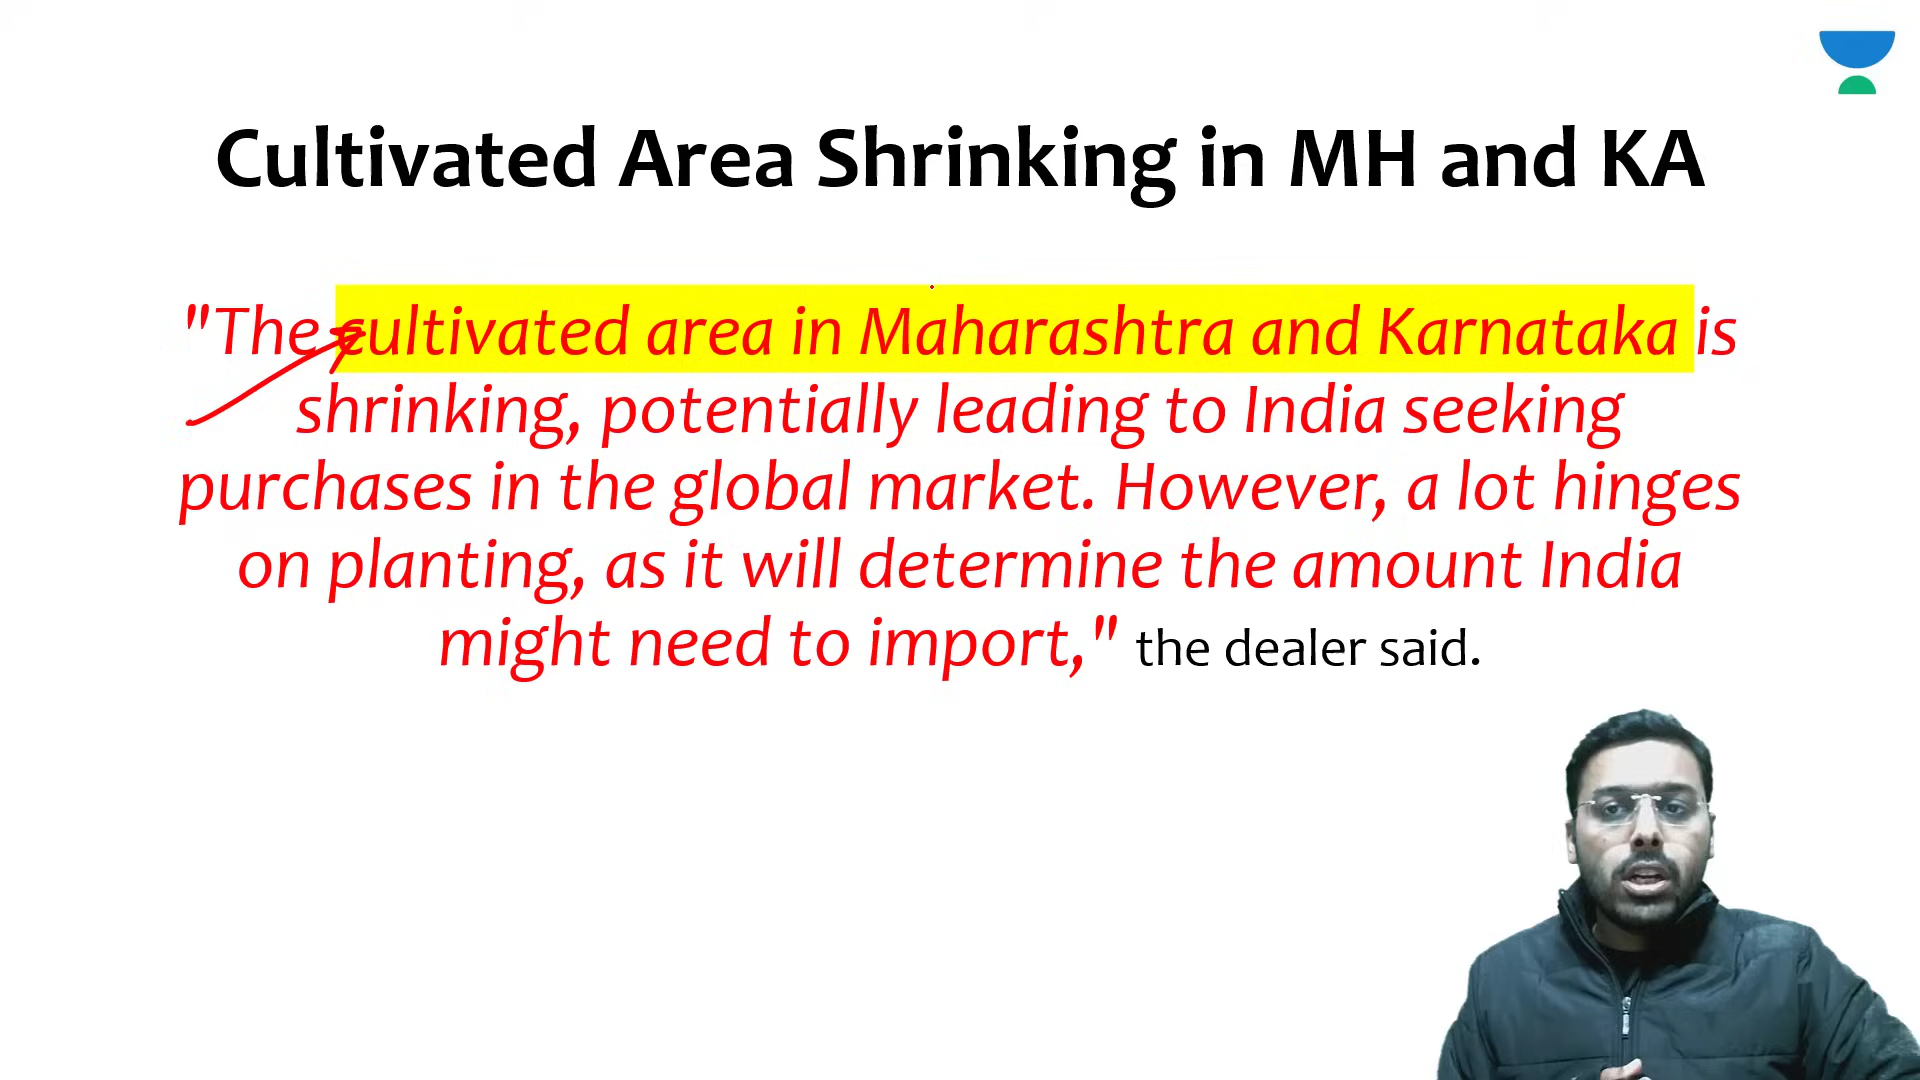 Cultivated Area Shrinking in MH and KA
"The cultivated area in Maharashtra and Karnataka is
shrinking, potentially leading to India seeking
purchases in the global market. However, a lot hinges
on planting, as it will determine the amount India
might need to import," the dealer said.